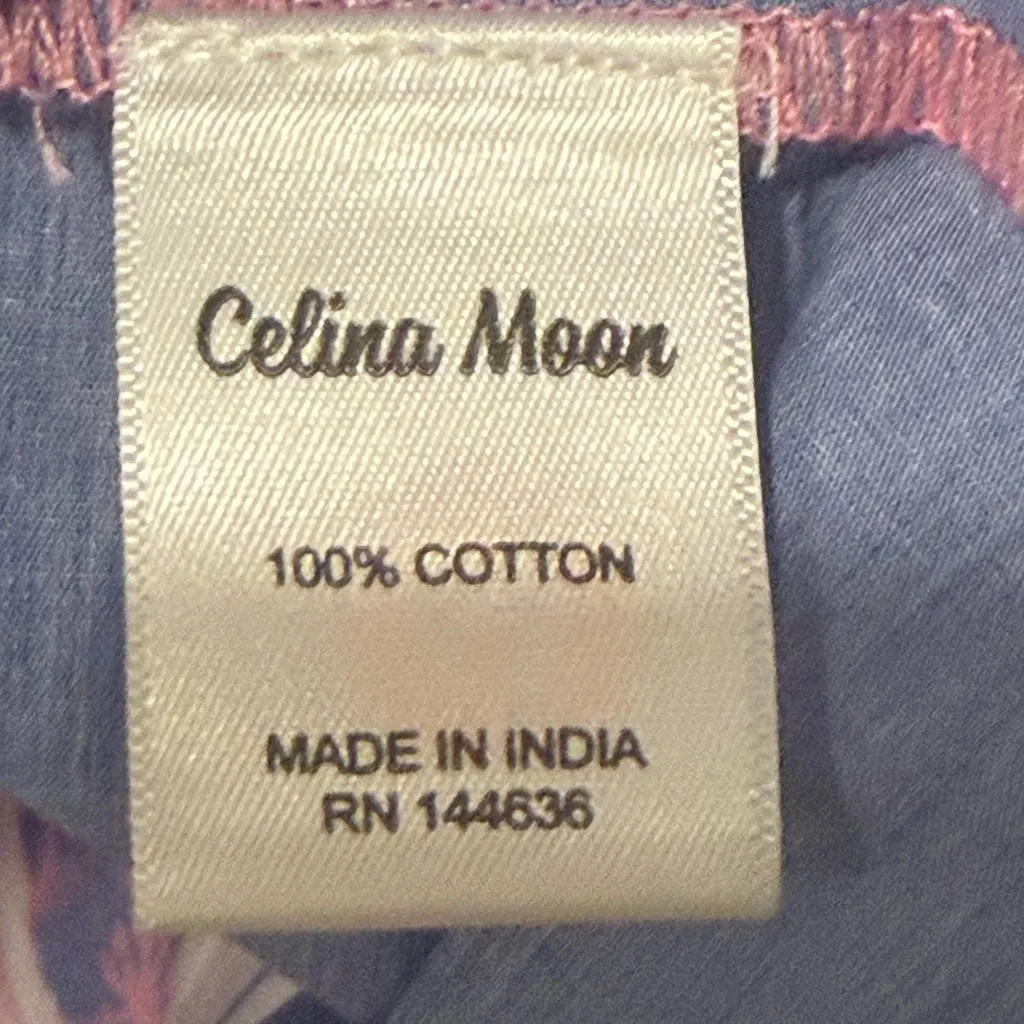 Celina Moon
100% COTTON
MADE IN INDIA
RN 144636